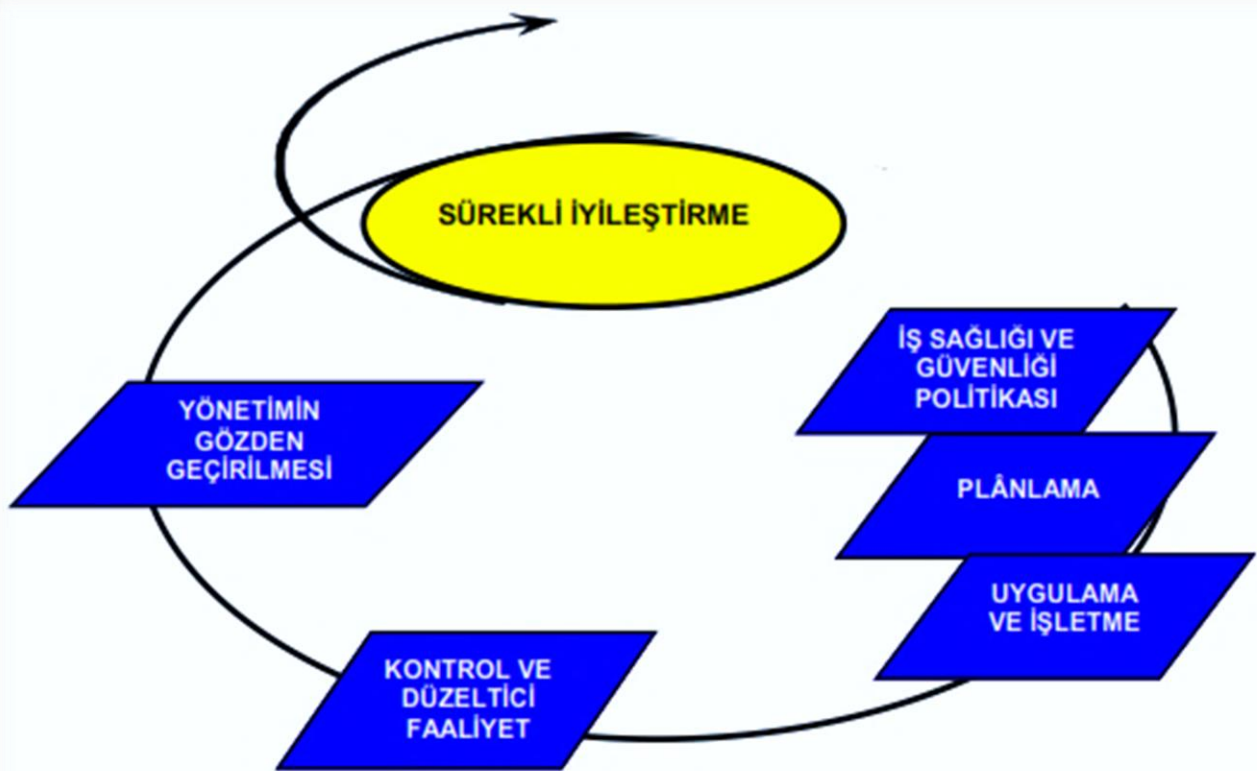 SÜREKLİ İYİLEŞTİRME
İŞ SAĞLIĞI VE
GÜVENLİĞİ
POLİTİKASI
PLÂNLAMA
UYGULAMA
VE İŞLETME
KONTROL VE
DÜZELTİCİ
FAALİYET
YÖNETİMİN
GÖZDEN
GEÇİRİLMESİ